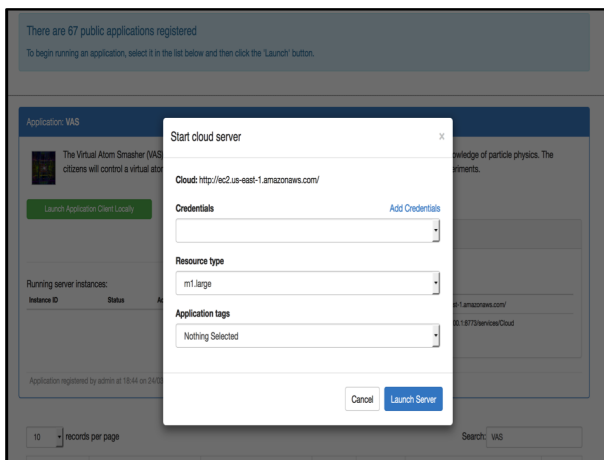 There are 67 public applications registered
To begin running an application, select it in the list below and then click the 'Launch' button.
Application: VAS
The Virtual Atom Smasher (VAS)
owledge of particle physics. The
citizens will control a virtual ator
eriments.
Launch Application Client Locally
Start cloud server
x
Cloud: http://ec2.us-east-1.amazonaws.com/
Credentials
Add Credentials
Resource type
m1.large
Application tags
Nothing Selected
Cancel
Launch Server
Running server instances:
Instance ID
Status
st-1.amazonaws.com/
00.1:8773/services/Cloud
Application registered by admin at 18:44 on 24/03
10
records per page
Search:
VAS